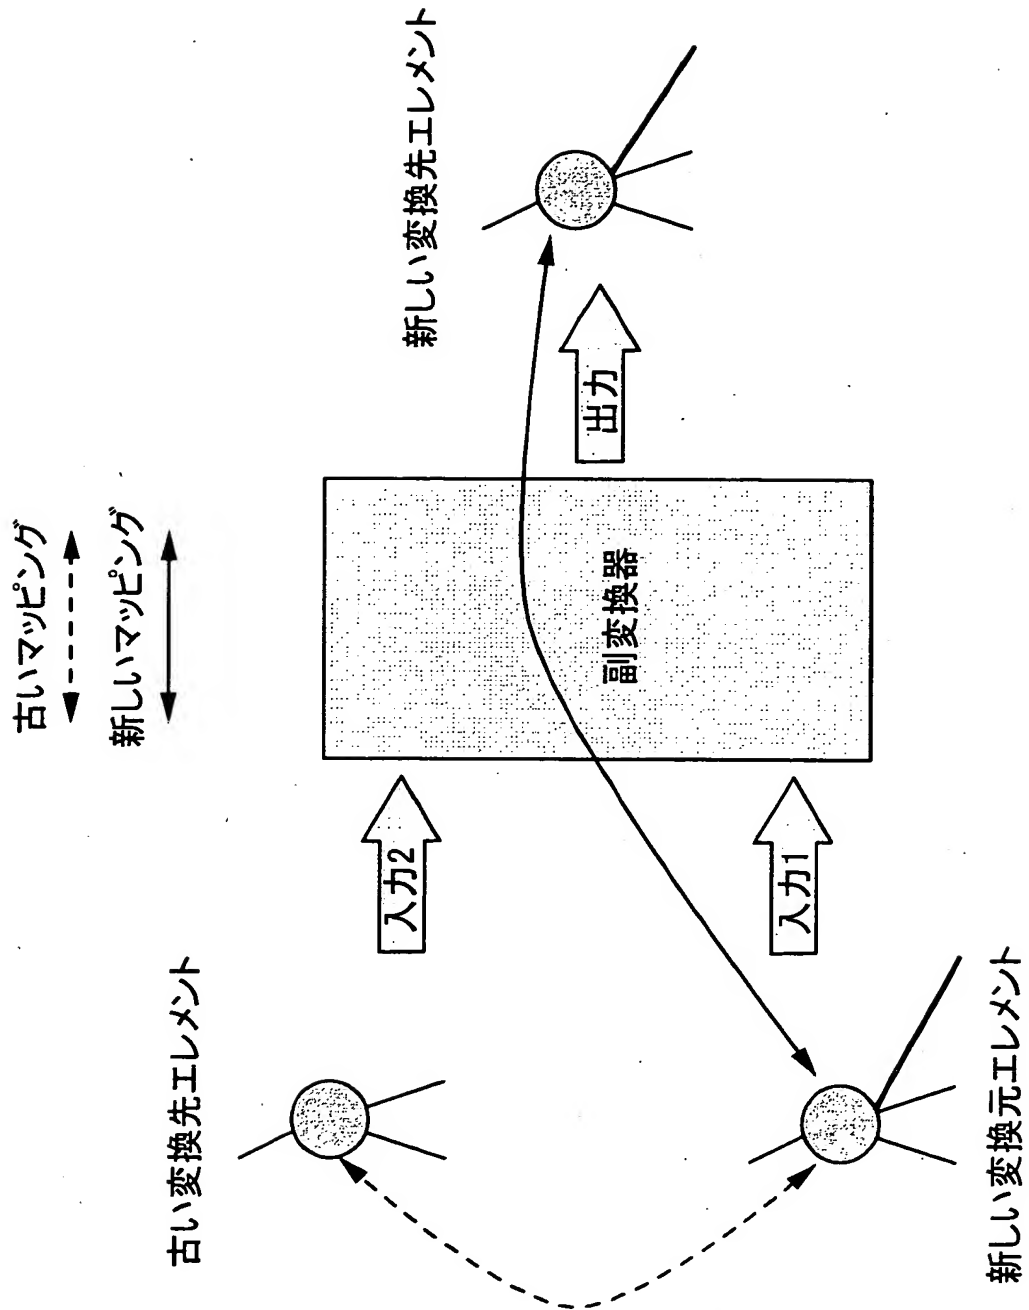 古いマッピング
新しいマッピング
古い変換先エレメント
新しい変換先エレメント
入力2
入力1
副変換器
出力
新しい変換元エレメント